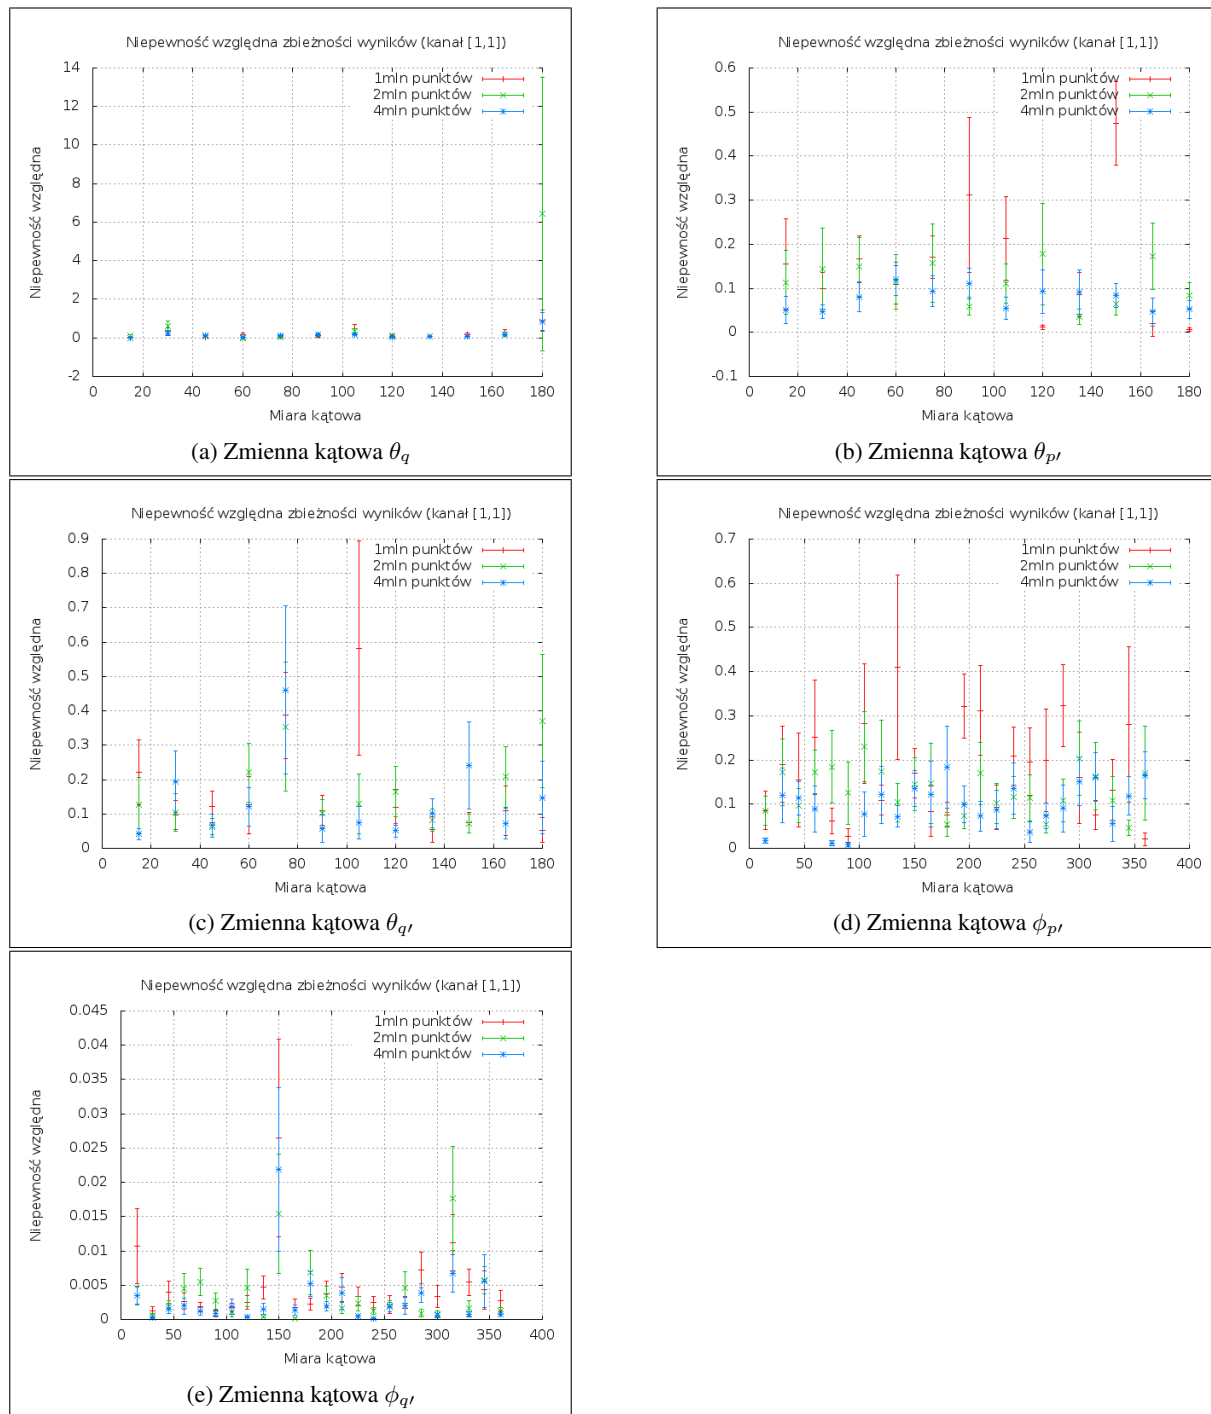 Niepewność względna zbieżności wyników (kanał [1,1])
1mln punktów
2mln punktów
4mln punktów
Niepewność względna
14
12
10
8
6
4
2
0
-2
0 20 40 60 80 100 120 140 160 180
Miara kątowa
(a) Zmienna kątowa θq
Niepewność względna zbieżności wyników (kanał [1,1])
1mln punktów
2mln punktów
4mln punktów
Niepewność względna
0.6
0.5
0.4
0.3
0.2
0.1
0
-0.1
0 20 40 60 80 100 120 140 160 180
Miara kątowa
(b) Zmienna kątowa θp′
Niepewność względna zbieżności wyników (kanał [1,1])
1mln punktów
2mln punktów
4mln punktów
Niepewność względna
0.9
0.8
0.7
0.6
0.5
0.4
0.3
0.2
0.1
0
0 20 40 60 80 100 120 140 160 180
Miara kątowa
(c) Zmienna kątowa θq′
Niepewność względna zbieżności wyników (kanał [1,1])
1mln punktów
2mln punktów
4mln punktów
Niepewność względna
0.7
0.6
0.5
0.4
0.3
0.2
0.1
0
0 50 100 150 200 250 300 350 400
Miara kątowa
(d) Zmienna kątowa ϕp′
Niepewność względna zbieżności wyników (kanał [1,1])
1mln punktów
2mln punktów
4mln punktów
Niepewność względna
0.045
0.04
0.035
0.03
0.025
0.02
0.015
0.01
0.005
0
0 50 100 150 200 250 300 350 400
Miara kątowa
(e) Zmienna kątowa ϕq′